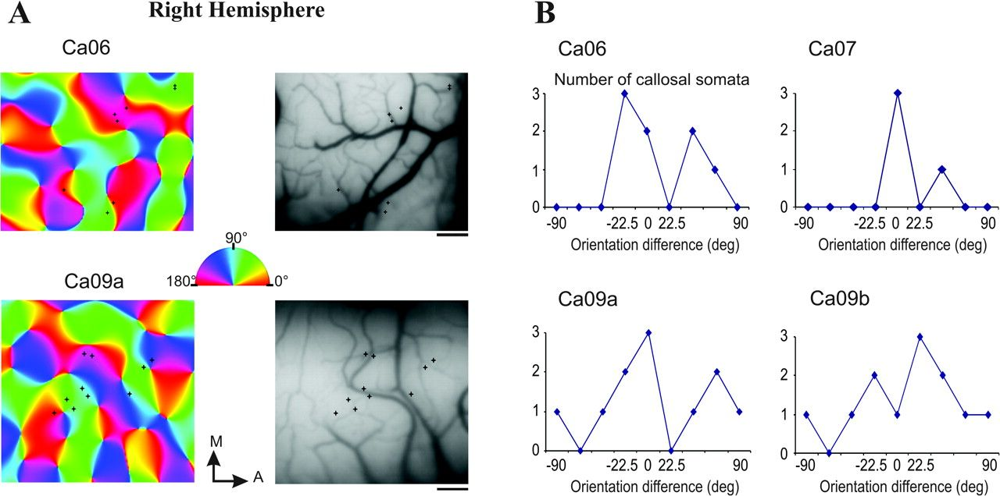 A
Right Hemisphere
Ca06
Ca09a
90°
180°
0°
M
A
B
Ca06
Number of callosal somata
3
2
1
0
-90 -22.5 0 22.5 90
Orientation difference (deg)
Ca07
3
2
1
0
-90 -22.5 0 22.5 90
Orientation difference (deg)
Ca09a
3
2
1
0
-90 -22.5 0 22.5 90
Orientation difference (deg)
Ca09b
3
2
1
0
-90 -22.5 0 22.5 90
Orientation difference (deg)